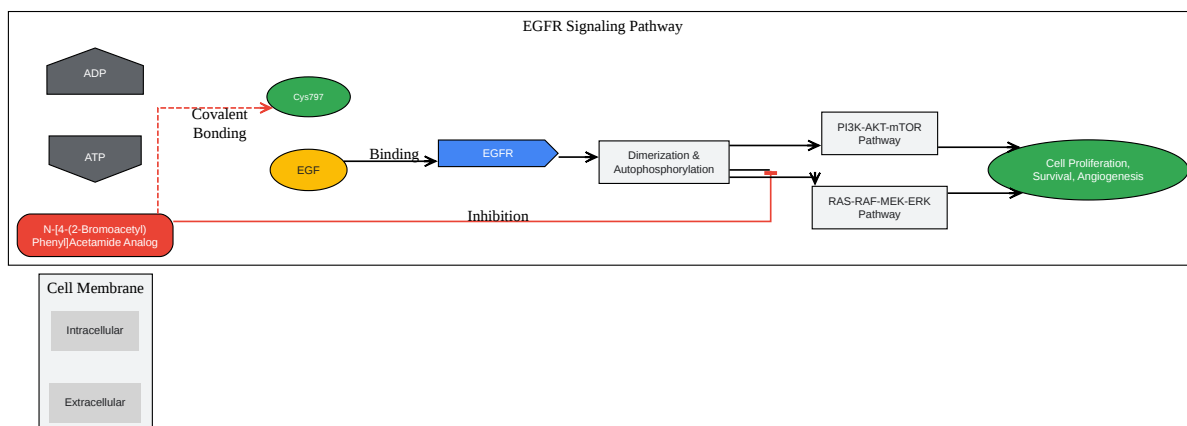 EGFR Signaling Pathway
ADP
Cys797
Covalent
Bonding
PI3K-AKT-mTOR
Pathway
ATP
Binding
EGFR
EGF
Dimerization &
Autophosphorylation
Cell Proliferation,
Survival, Angiogenesis
RAS-RAF-MEK-ERK
Pathway
Inhibition
N-[4-(2-Bromoacetyl)
Phenyl]Acetamide Analog
Cell Membrane
Intracellular
Extracellular